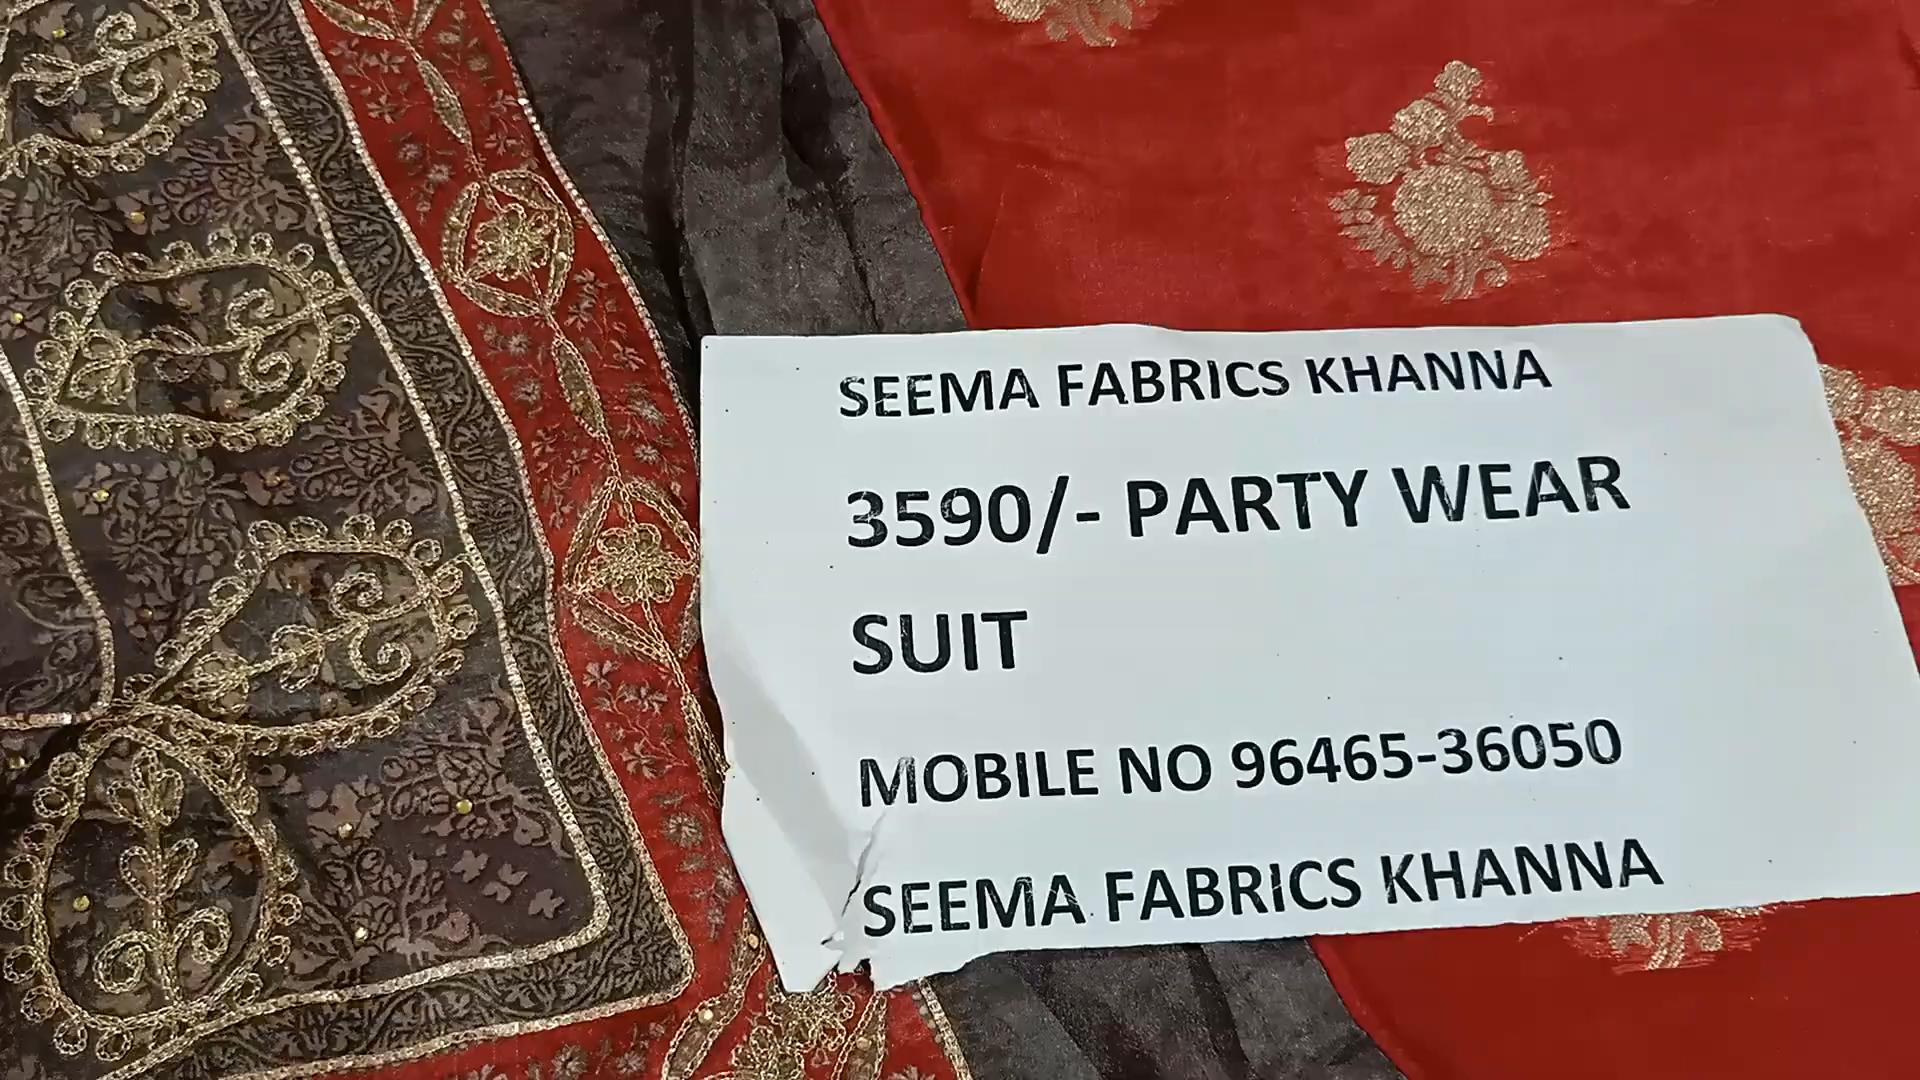 SEEMA FABRICS KHANNA
3590/- PARTY WEAR
SUIT
MOBILE NO 96465-36050
SEEMA FABRICS KHANNA